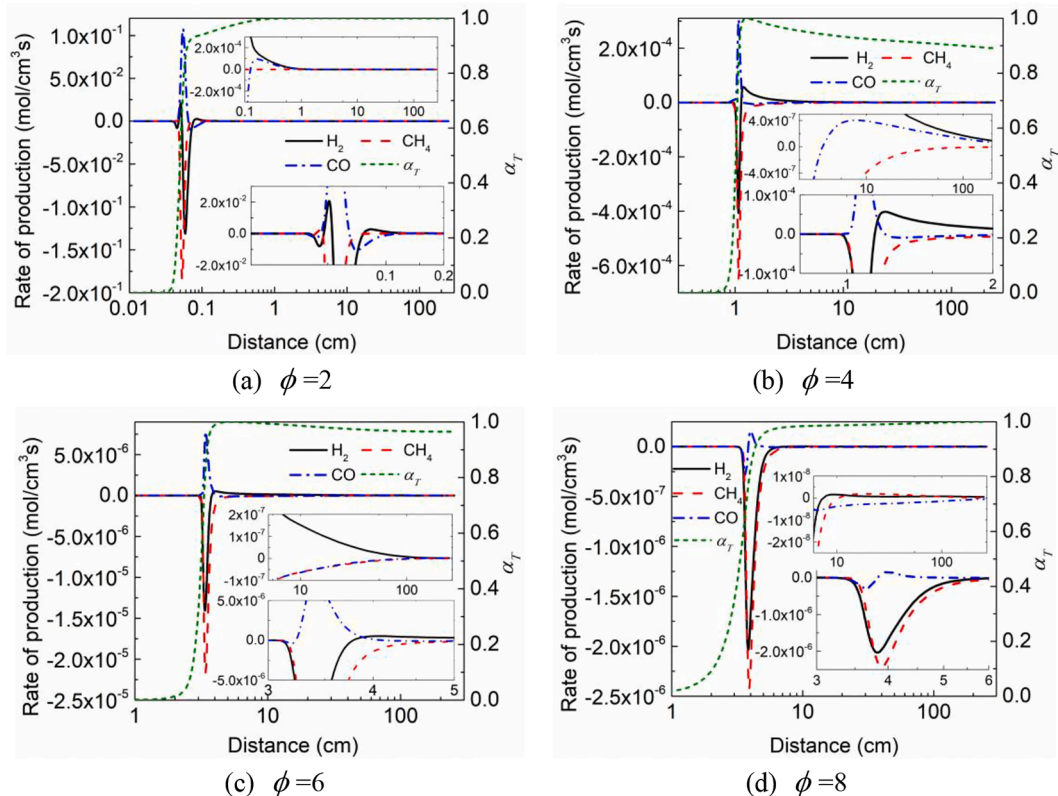 1.0x10⁻¹
5.0x10⁻²
0.0
-5.0x10⁻²
-1.0x10⁻¹
-1.5x10⁻¹
-2.0x10⁻¹
Rate of production (mol/cm³s)
2.0x10⁻⁴
0.0
-2.0x10⁻⁴
0.1 1 10 100
H₂ CH₄
CO α_T
2.0x10⁻²
0.0
-2.0x10⁻²
0.1 0.2
1.0
0.8
0.6
0.4
0.2
0.0
α_T
0.01 0.1 1 10 100
Distance (cm)
(a) ϕ =2
2.0x10⁻⁴
0.0
-2.0x10⁻⁴
-4.0x10⁻⁴
-6.0x10⁻⁴
Rate of production (mol/cm³s)
H₂ CH₄
CO α_T
4.0x10⁻⁷
0.0
-4.0x10⁻⁷
10 100
1.0x10⁻⁴
0.0
-1.0x10⁻⁴
1 2
1.0
0.8
0.6
0.4
0.2
0.0
α_T
1 10 100
Distance (cm)
(b) ϕ =4
5.0x10⁻⁶
0.0
-5.0x10⁻⁶
-1.0x10⁻⁵
-1.5x10⁻⁵
-2.0x10⁻⁵
-2.5x10⁻⁵
Rate of production (mol/cm³s)
H₂ CH₄
CO α_T
2x10⁻⁷
1x10⁻⁷
0
-1x10⁻⁷
10 100
5.0x10⁻⁶
0.0
-5.0x10⁻⁶
3 4 5
1.0
0.8
0.6
0.4
0.2
0.0
α_T
1 10 100
Distance (cm)
(c) ϕ =6
0.0
-5.0x10⁻⁷
-1.0x10⁻⁶
-1.5x10⁻⁶
-2.0x10⁻⁶
-2.5x10⁻⁶
Rate of production (mol/cm³s)
H₂
CH₄
CO
α_T
1x10⁻⁸
0
-1x10⁻⁸
-2x10⁻⁸
10 100
0.0
-1.0x10⁻⁶
-2.0x10⁻⁶
3 4 5 6
1.0
0.8
0.6
0.4
0.2
0.0
α_T
1 10 100
Distance (cm)
(d) ϕ =8